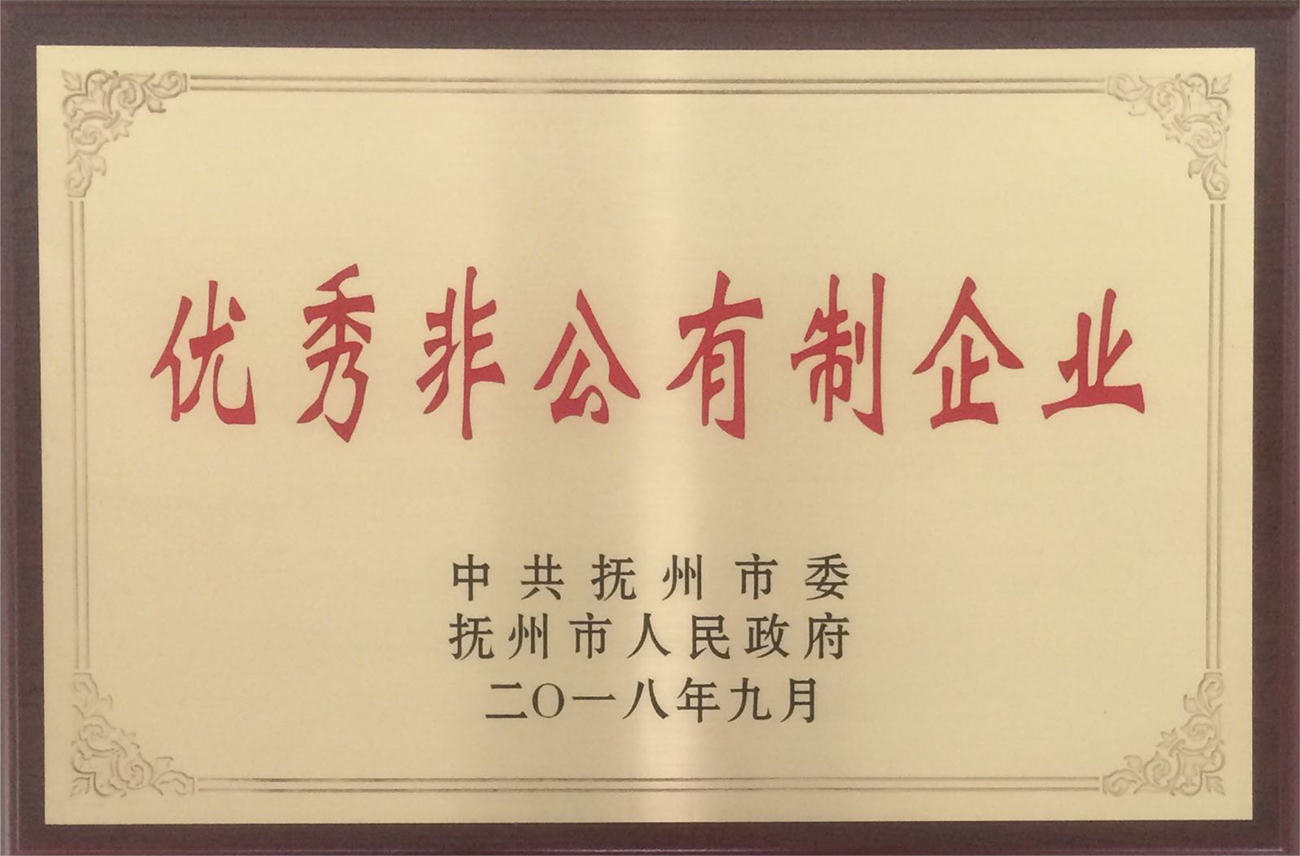 优秀非公有制企业
中共抚州市委
抚州市人民政府
二〇一八年九月